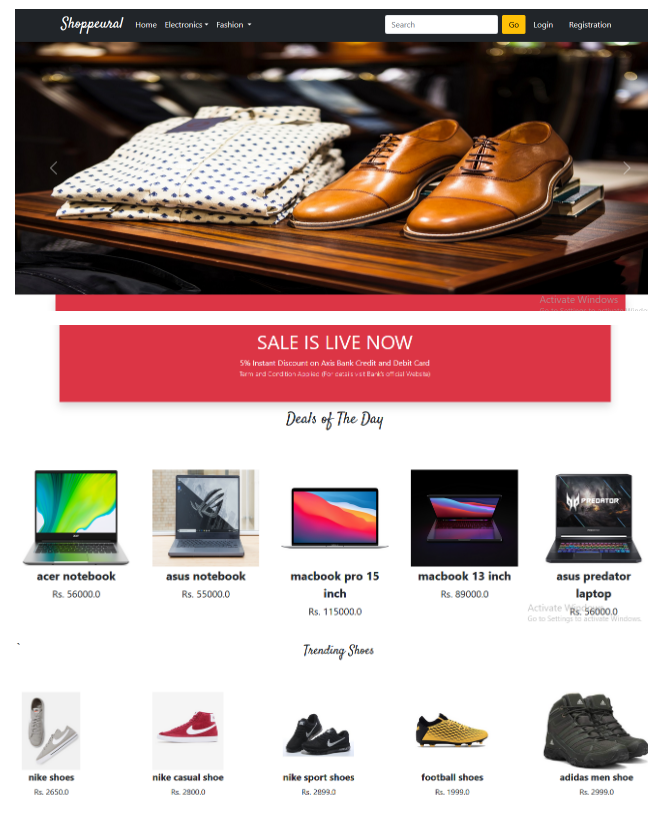 Shoppeural Home Electronics Fashion Search Go Login Registration
Activate Windows
SALE IS LIVE NOW
5% Instant Discount on Axis Bank Credit and Debit Card
Term and Condition Applied (For details visit Bank's official Website)
Deals of The Day
PREDATOR
acer notebook
Rs. 56000.0
asus notebook
Rs. 55000.0
macbook pro 15
inch
Rs. 115000.0
macbook 13 inch
Rs. 89000.0
asus predator
laptop
Rs. 56000.0
Activate Windows
Go to Settings to activate Windows.
Trending Shoes
nike shoes
Rs. 2650.0
nike casual shoe
Rs. 2800.0
nike sport shoes
Rs. 2899.0
football shoes
Rs. 1999.0
adidas men shoe
Rs. 2999.0